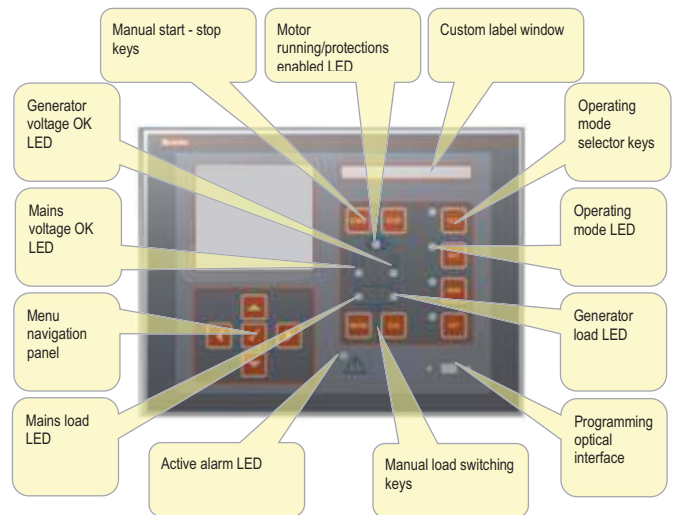 Manual start - stop
keys
Motor
running/protections
enabled LED
Custom label window
Generator
voltage OK
LED
Operating
mode
selector keys
Mains
voltage OK
LED
Operating
mode LED
Menu
navigation
panel
Generator
load LED
Mains load
LED
Active alarm LED
Manual load switching
keys
Programming
optical
interface